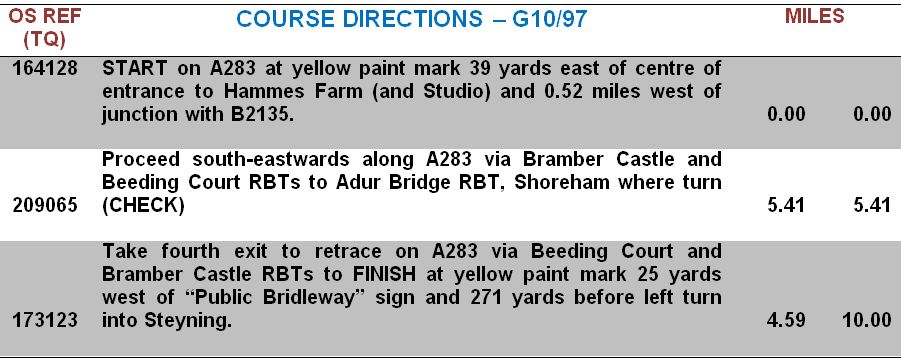 OS REF COURSE DIRECTIONS – G10/97 MILES
(TQ)
164128 START on A283 at yellow paint mark 39 yards east of centre of
entrance to Hammes Farm (and Studio) and 0.52 miles west of
junction with B2135. 0.00 0.00
Proceed south-eastwards along A283 via Bramber Castle and
Beeding Court RBTs to Adur Bridge RBT, Shoreham where turn
209065 (CHECK) 5.41 5.41
Take fourth exit to retrace on A283 via Beeding Court and
Bramber Castle RBTs to FINISH at yellow paint mark 25 yards
west of “Public Bridleway” sign and 271 yards before left turn
173123 into Steyning. 4.59 10.00